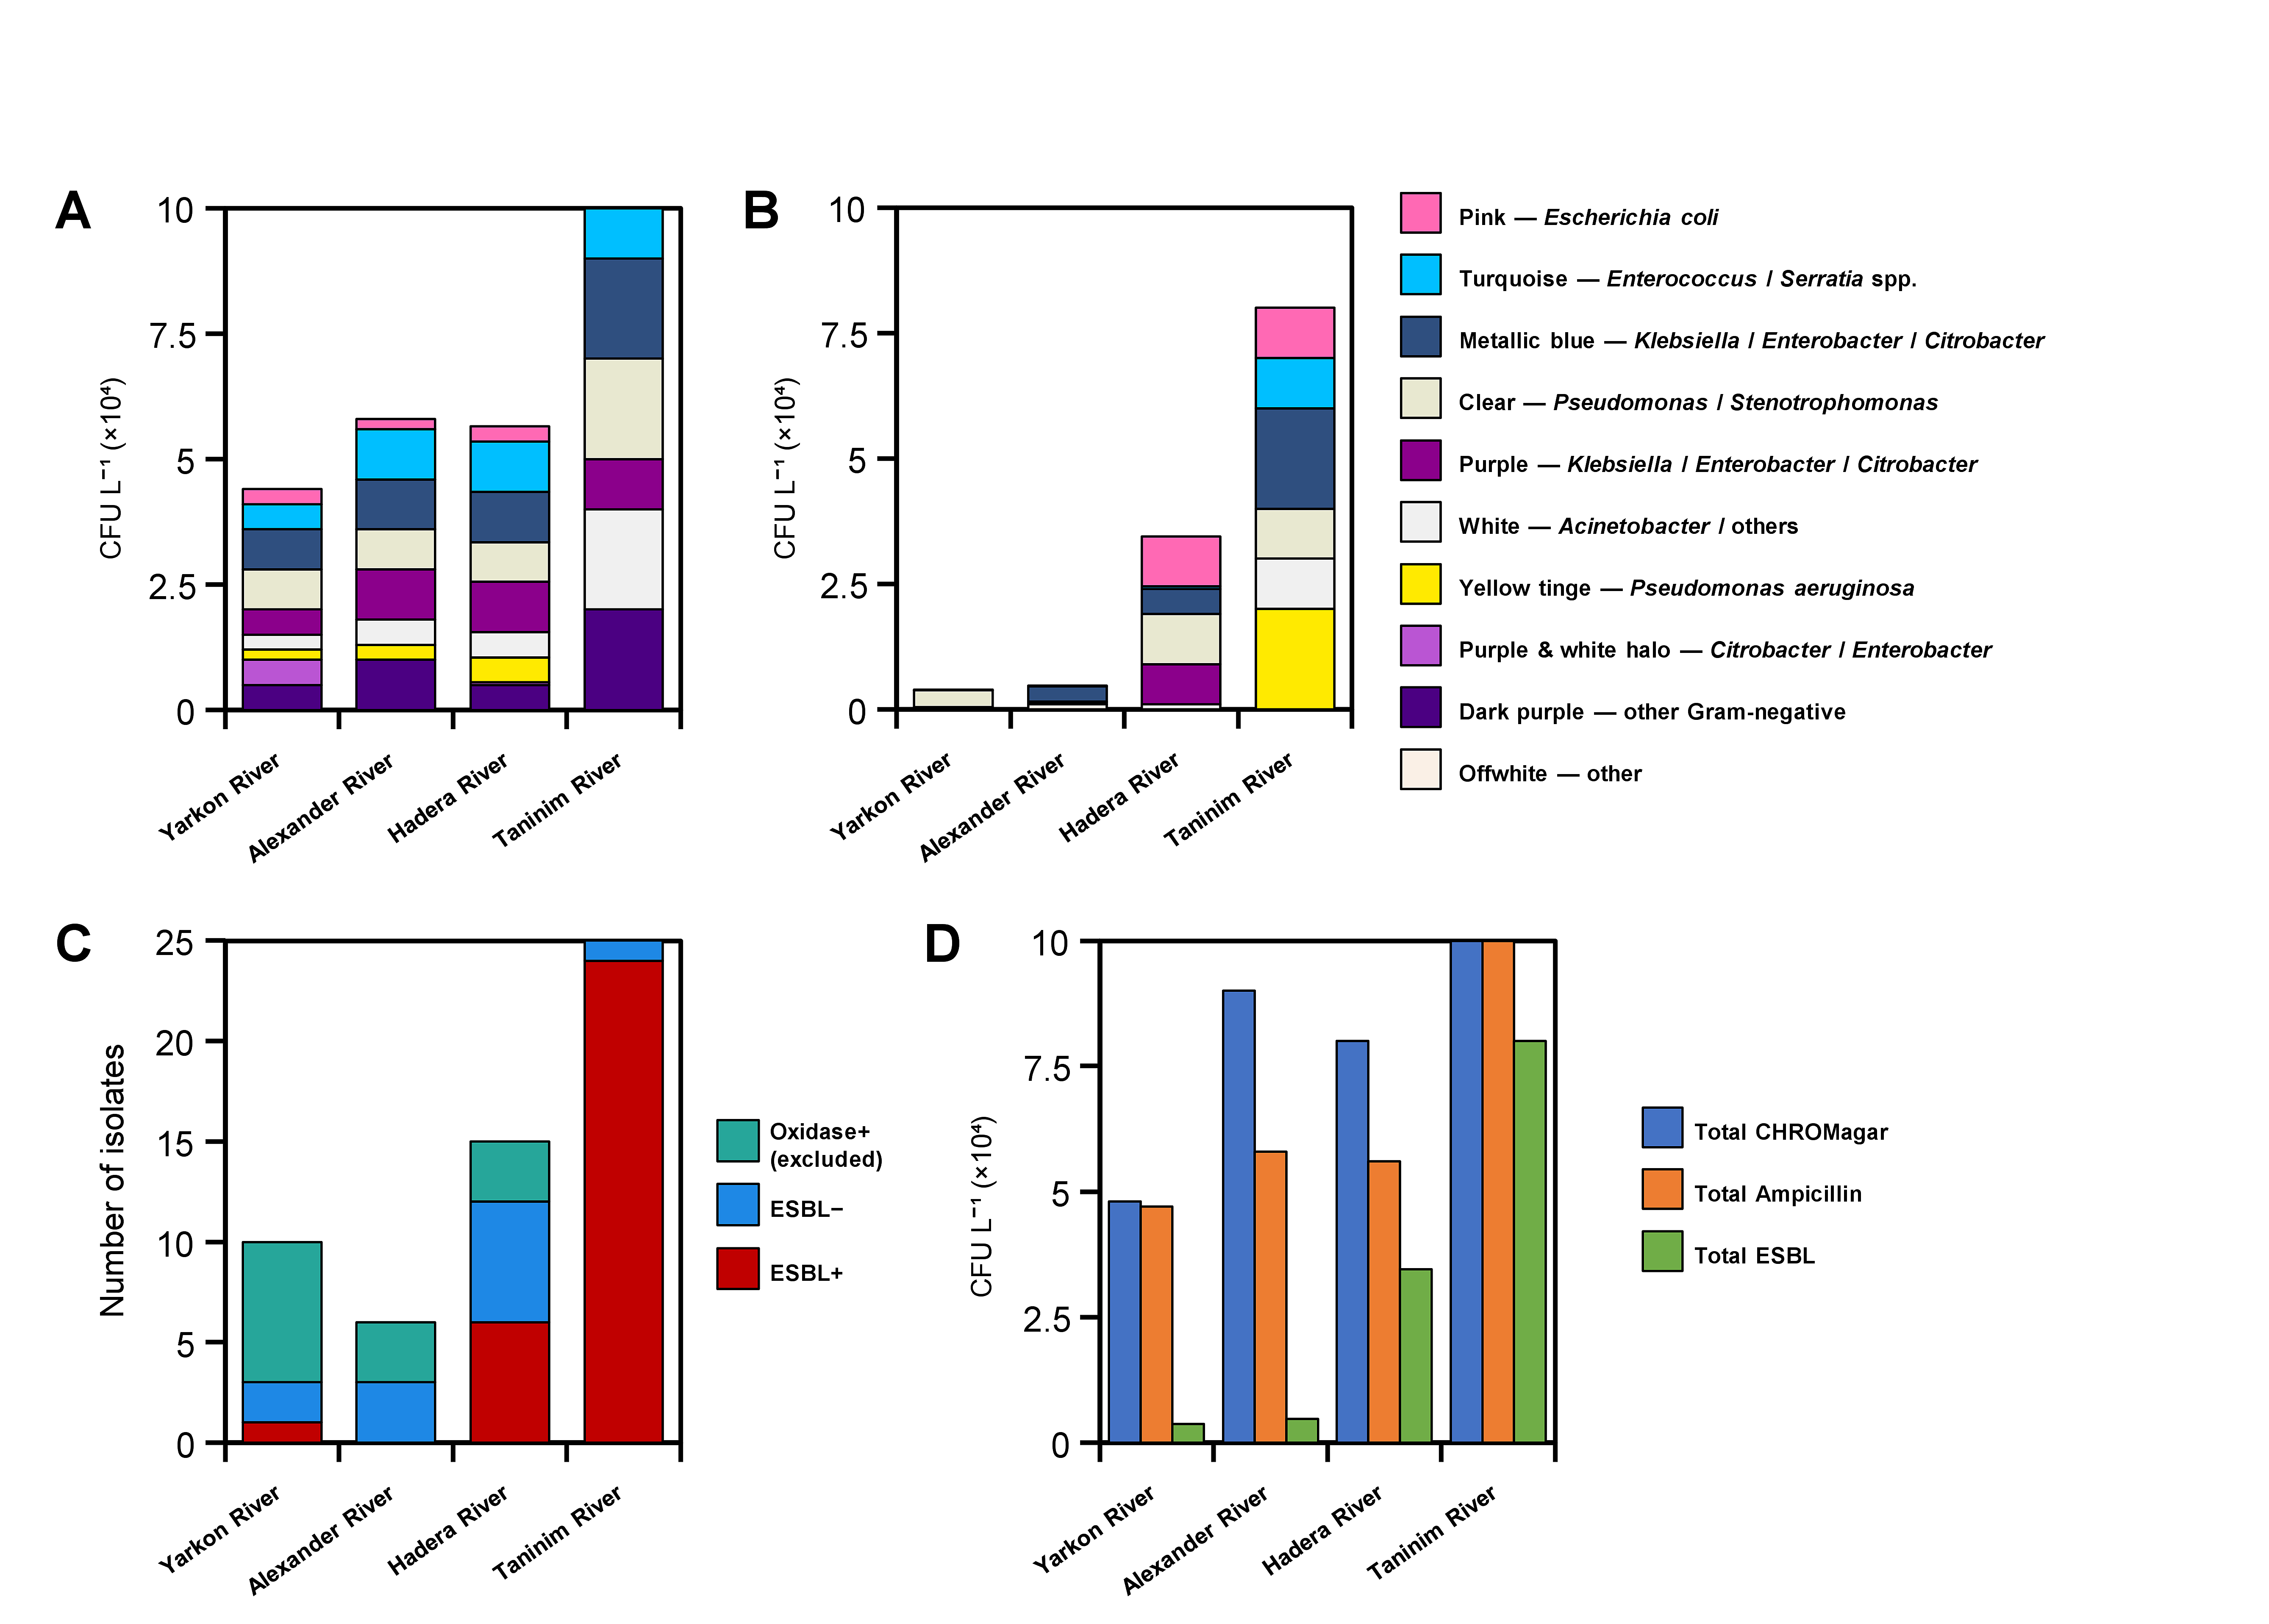 A
10
7.5
5
2.5
0
CFU L⁻¹ (×10⁴)
Yarkon River
Alexander River
Hadera River
Taninim River
B
10
7.5
5
2.5
0
CFU L⁻¹ (×10⁴)
Yarkon River
Alexander River
Hadera River
Taninim River
Pink — Escherichia coli
Turquoise — Enterococcus / Serratia spp.
Metallic blue — Klebsiella / Enterobacter / Citrobacter
Clear — Pseudomonas / Stenotrophomonas
Purple — Klebsiella / Enterobacter / Citrobacter
White — Acinetobacter / others
Yellow tinge — Pseudomonas aeruginosa
Purple & white halo — Citrobacter / Enterobacter
Dark purple — other Gram-negative
Offwhite — other
C
25
20
15
10
5
0
Number of isolates
Yarkon River
Alexander River
Hadera River
Taninim River
Oxidase+
(excluded)
ESBL−
ESBL+
D
10
7.5
5
2.5
0
CFU L⁻¹ (×10⁴)
Yarkon River
Alexander River
Hadera River
Taninim River
Total CHROMagar
Total Ampicillin
Total ESBL